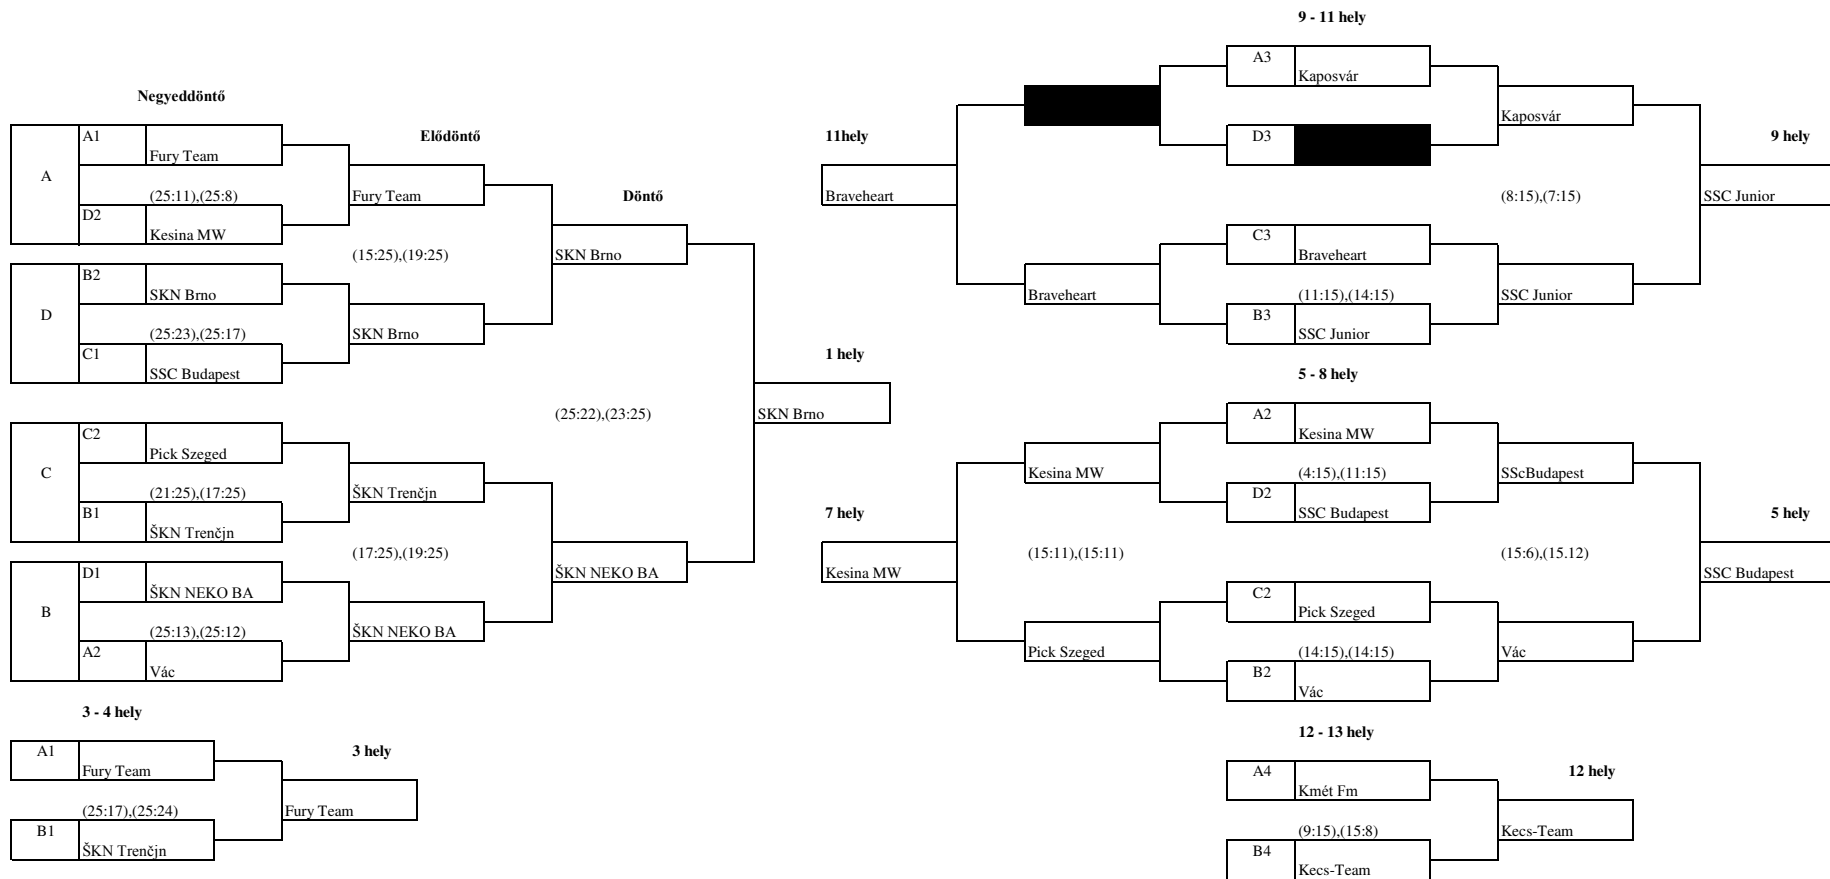 Negyeddöntő
Elődöntő
Döntő
A
A1
Fury Team
(25:11),(25:8)
D2
Kesina MW
Fury Team
(15:25),(19:25)
D
B2
SKN Brno
(25:23),(25:17)
C1
SSC Budapest
SKN Brno
SKN Brno
C
C2
Pick Szeged
(21:25),(17:25)
B1
ŠKN Trenčjn
ŠKN Trenčjn
(17:25),(19:25)
B
D1
ŠKN NEKO BA
(25:13),(25:12)
A2
Vác
ŠKN NEKO BA
ŠKN NEKO BA
(25:22),(23:25)
1 hely
SKN Brno
3 - 4 hely
A1
Fury Team
(25:17),(25:24)
B1
ŠKN Trenčjn
3 hely
Fury Team
9 - 11 hely
A3
Kaposvár
D3
Kaposvár
(8:15),(7:15)
C3
Braveheart
(11:15),(14:15)
B3
SSC Junior
SSC Junior
9 hely
SSC Junior
11hely
Braveheart
Braveheart
5 - 8 hely
A2
Kesina MW
(4:15),(11:15)
D2
SSC Budapest
SScBudapest
(15:6),(15.12)
C2
Pick Szeged
(14:15),(14:15)
B2
Vác
Vác
5 hely
SSC Budapest
Kesina MW
7 hely
(15:11),(15:11)
Kesina MW
Pick Szeged
12 - 13 hely
A4
Kmét Fm
(9:15),(15:8)
B4
Kecs-Team
12 hely
Kecs-Team